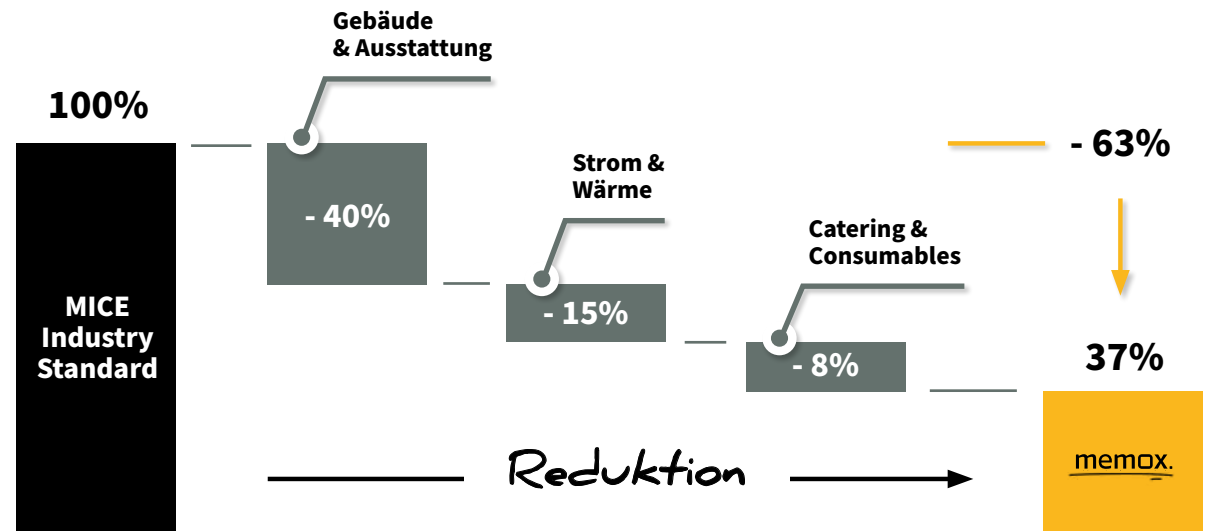 100%
MICE
Industry
Standard
Gebäude
& Ausstattung
- 40%
Strom &
Wärme
- 15%
Catering &
Consumables
- 8%
- 63%
37%
memox.
Reduktion